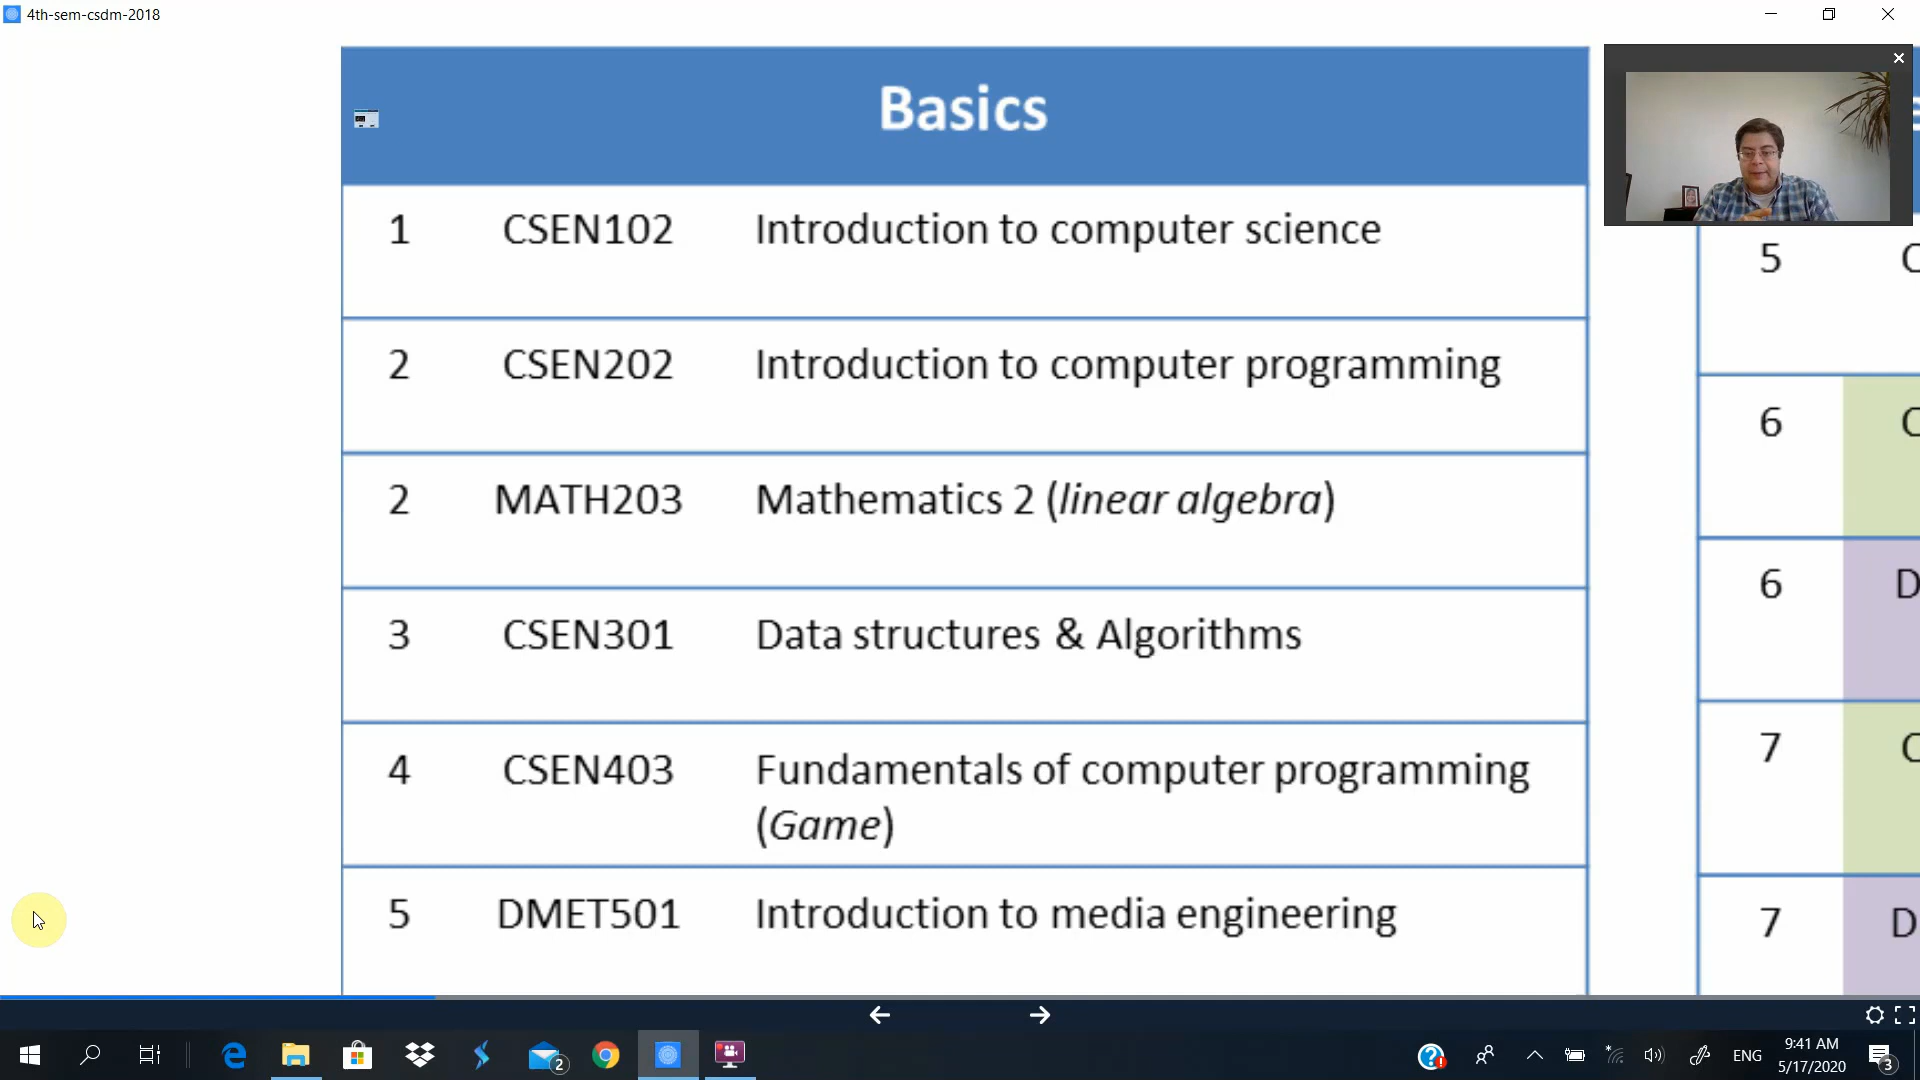 4th-sem-csdm-2018
Basics
1 CSEN102 Introduction to computer science
2 CSEN202 Introduction to computer programming
2 MATH203 Mathematics 2 (linear algebra)
3 CSEN301 Data structures & Algorithms
4 CSEN403 Fundamentals of computer programming
(Game)
5 DMET501 Introduction to media engineering
5 C
6 C
6 D
7 C
7 D
2
ENG
9:41 AM
5/17/2020
3